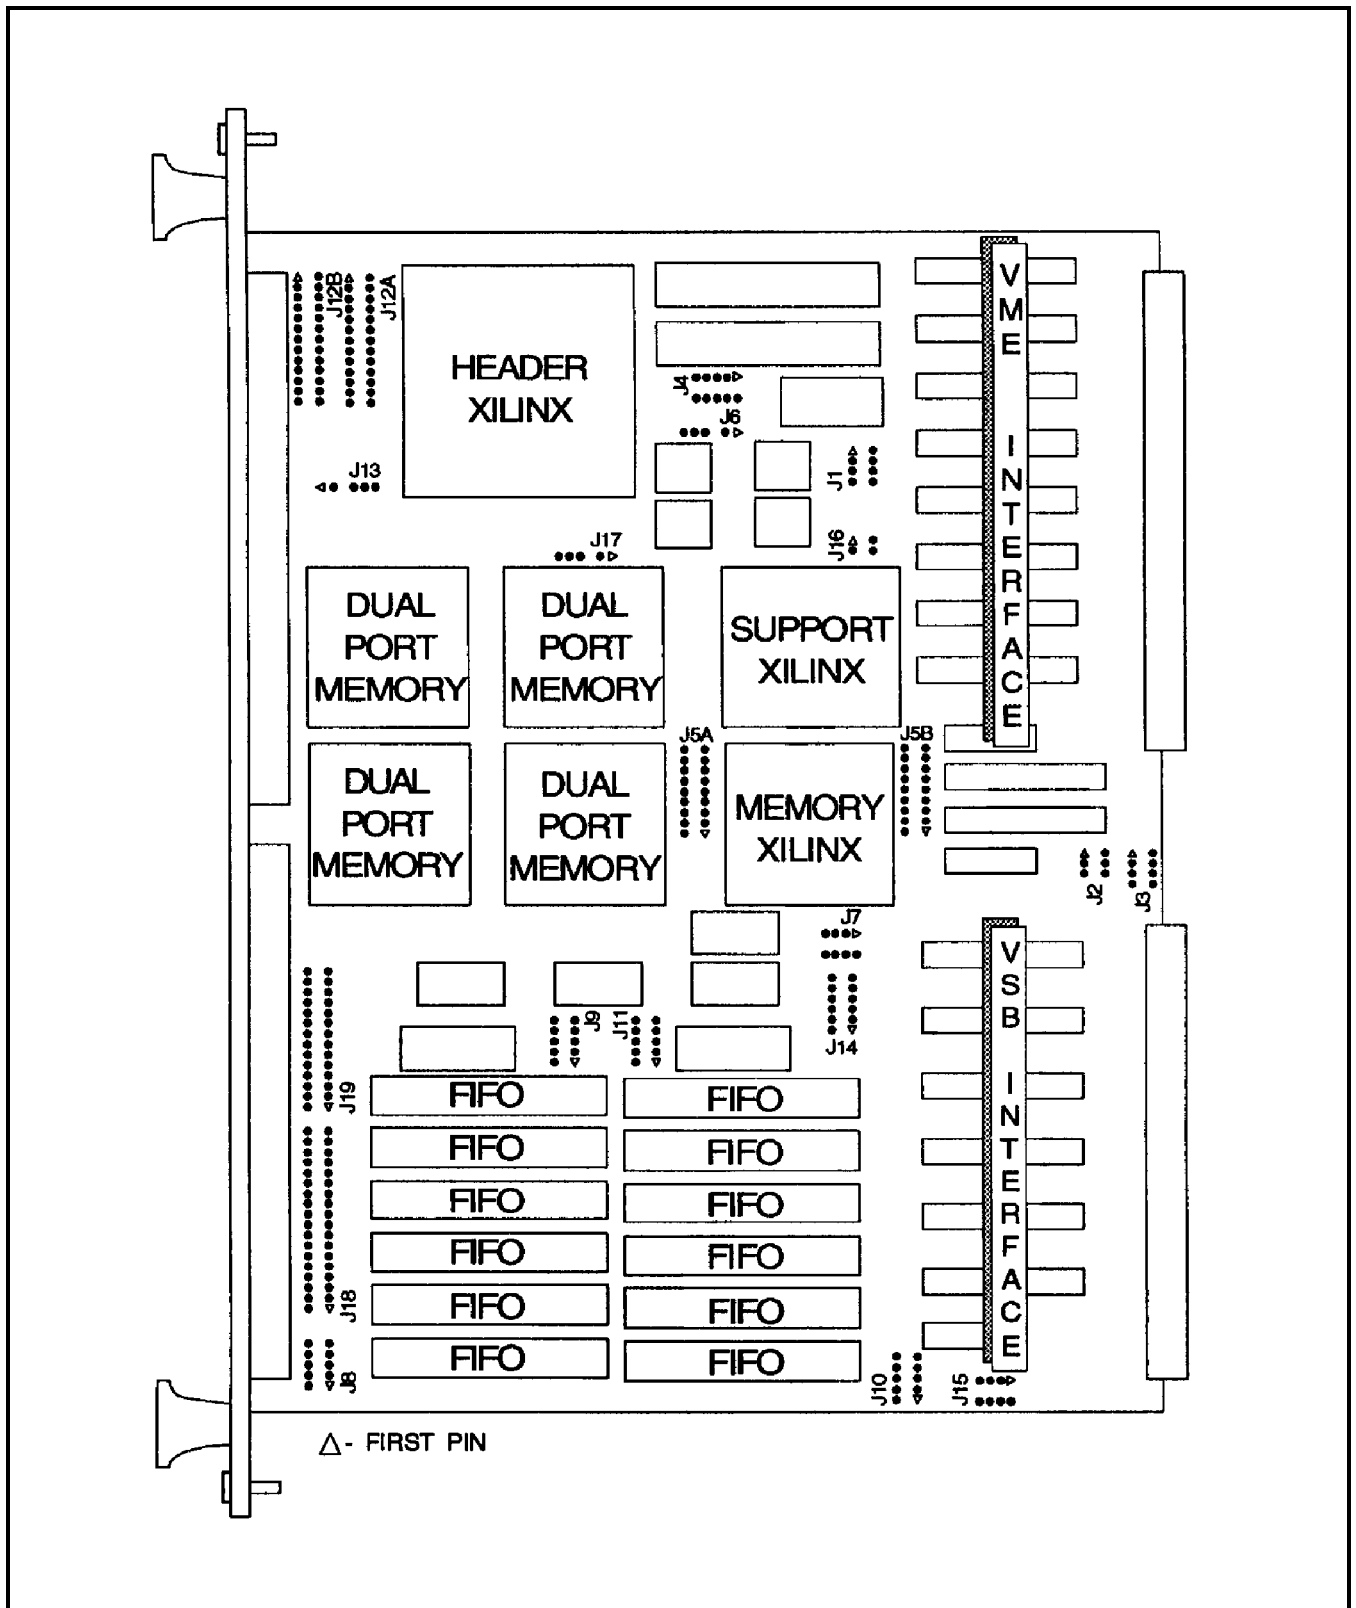 J12B
J12A
HEADER
XILINX
J4
J6
J13
J1
J17
J16
VME INTERFACE
DUAL
PORT
MEMORY
DUAL
PORT
MEMORY
SUPPORT
XILINX
J5A
J5B
DUAL
PORT
MEMORY
DUAL
PORT
MEMORY
MEMORY
XILINX
J2
J3
J7
VSB INTERFACE
J9
J11
J14
J19
FIFO
FIFO
FIFO
FIFO
FIFO
FIFO
FIFO
FIFO
J18
FIFO
FIFO
J8
FIFO
FIFO
J10
J15
△- FIRST PIN